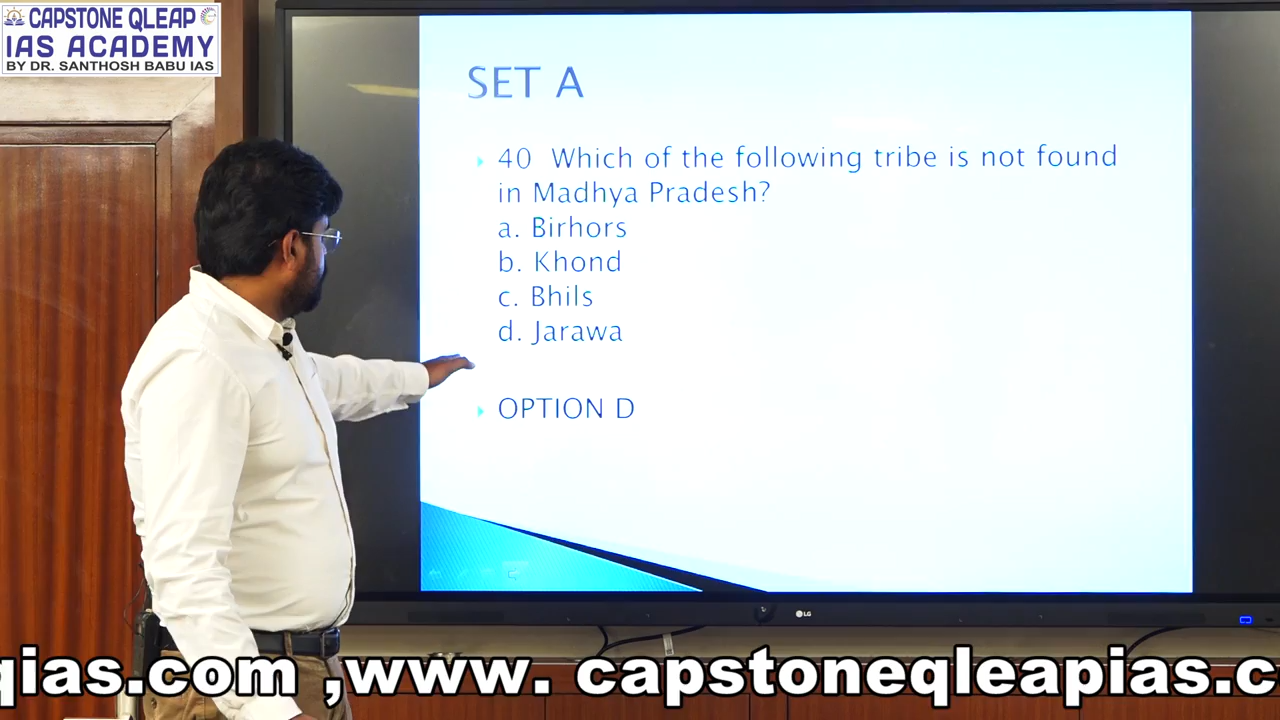 CAPSTONE QLEAP
IAS ACADEMY
BY DR. SANTHOSH BABU IAS
SET A
40 Which of the following tribe is not found
in Madhya Pradesh?
a. Birhors
b. Khond
c. Bhils
d. Jarawa
OPTION D
LG
qias.com ,www. capstoneqleapias.c